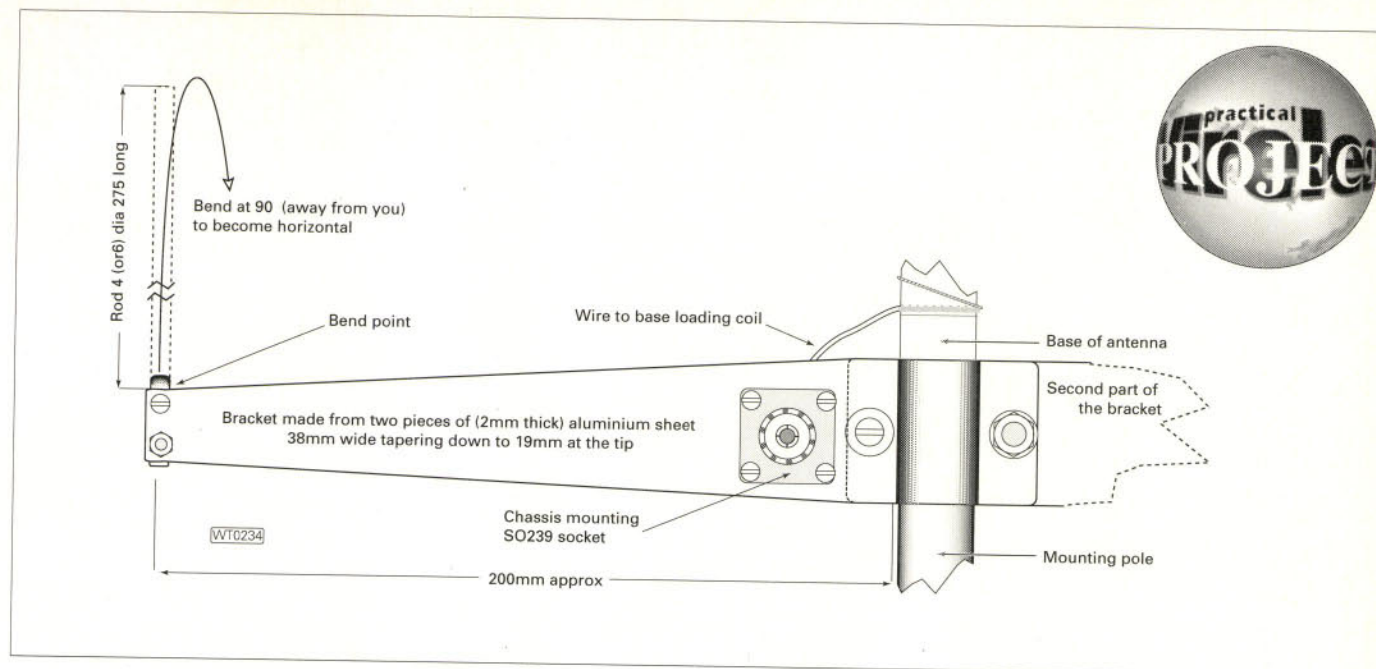 practical
PROJECT
Rod 4 (or6) dia 275 long
Bend at 90 (away from you)
to become horizontal
Bend point
Wire to base loading coil
Base of antenna
Second part of
the bracket
Bracket made from two pieces of (2mm thick) aluminium sheet
38mm wide tapering down to 19mm at the tip
Chassis mounting
SO239 socket
WT0234
Mounting pole
200mm approx